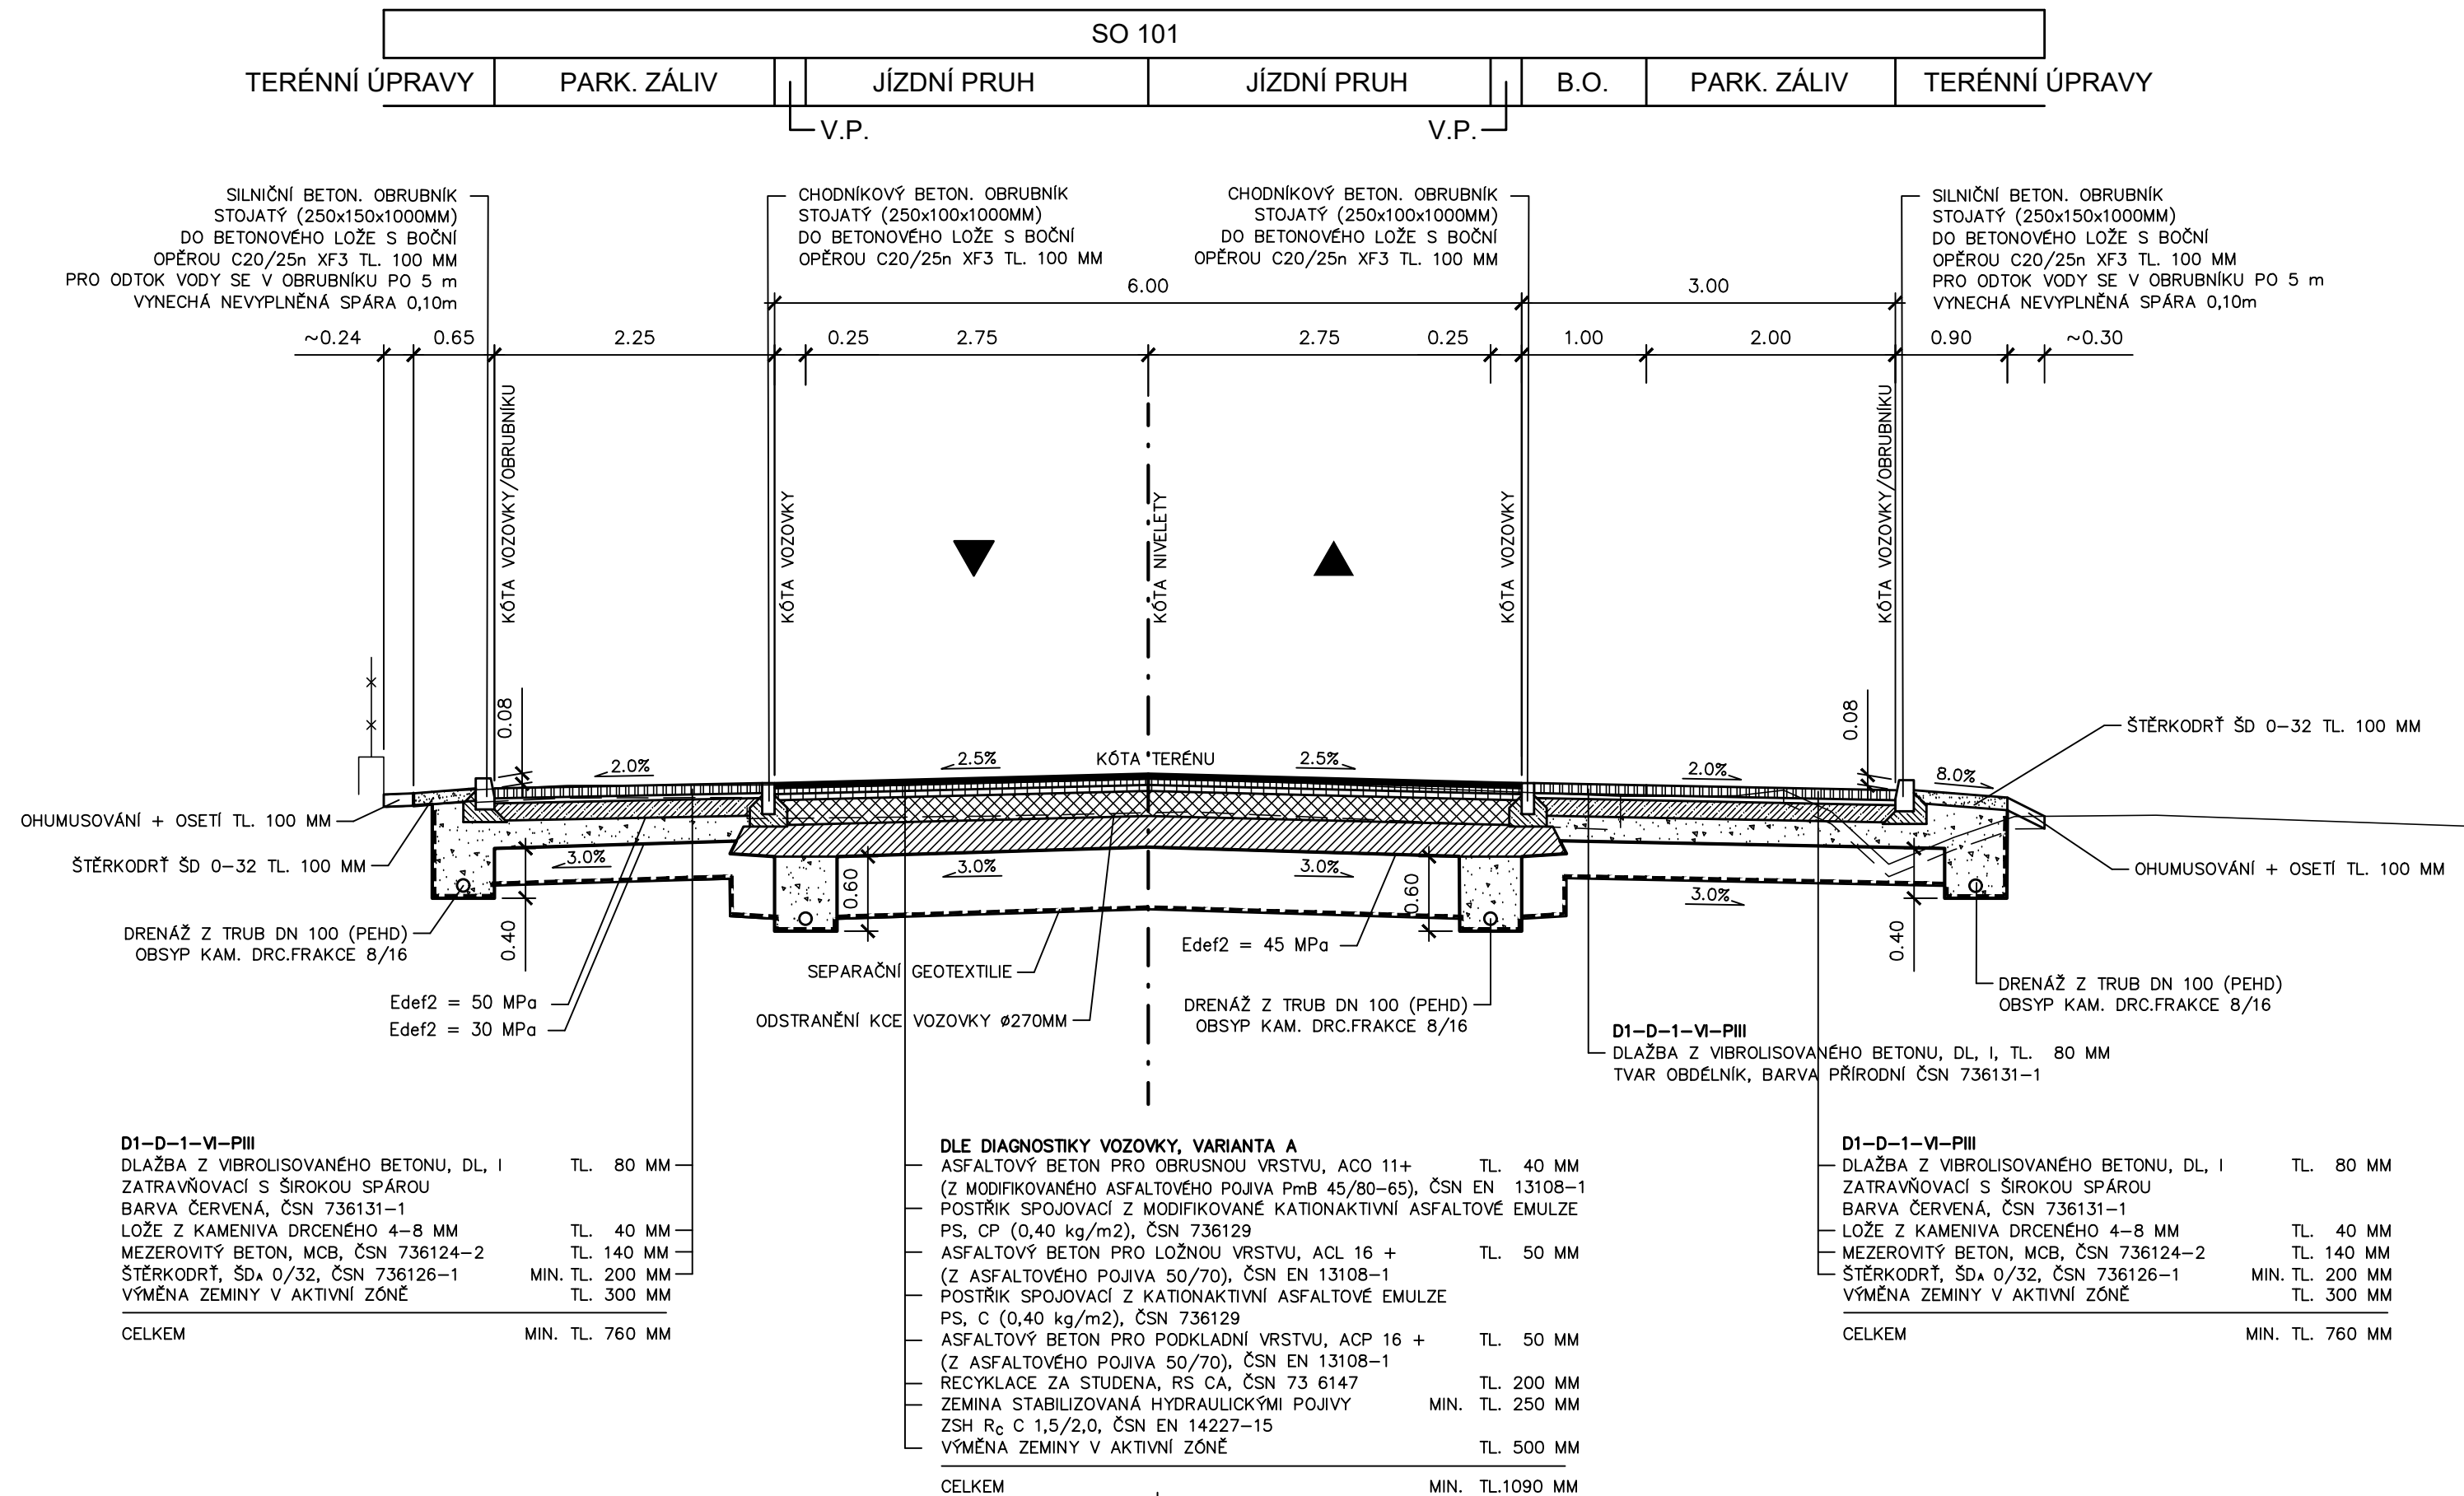 SO 101
TERÉNNÍ ÚPRAVY
PARK. ZÁLIV
JÍZDNÍ PRUH
JÍZDNÍ PRUH
B.O.
PARK. ZÁLIV
TERÉNNÍ ÚPRAVY
V.P.
V.P.
SILNIČNÍ BETON. OBRUBNÍK
STOJATÝ (250x150x1000MM)
DO BETONOVÉHO LOŽE S BOČNÍ
OPĚROU C20/25n XF3 TL. 100 MM
PRO ODTOK VODY SE V OBRUBNÍKU PO 5 m
VYNECHÁ NEVYPLNĚNÁ SPÁRA 0,10m
CHODNÍKOVÝ BETON. OBRUBNÍK
STOJATÝ (250x100x1000MM)
DO BETONOVÉHO LOŽE S BOČNÍ
OPĚROU C20/25n XF3 TL. 100 MM
CHODNÍKOVÝ BETON. OBRUBNÍK
STOJATÝ (250x100x1000MM)
DO BETONOVÉHO LOŽE S BOČNÍ
OPĚROU C20/25n XF3 TL. 100 MM
SILNIČNÍ BETON. OBRUBNÍK
STOJATÝ (250x150x1000MM)
DO BETONOVÉHO LOŽE S BOČNÍ
OPĚROU C20/25n XF3 TL. 100 MM
PRO ODTOK VODY SE V OBRUBNÍKU PO 5 m
VYNECHÁ NEVYPLNĚNÁ SPÁRA 0,10m
6.00
3.00
~0.24
0.65
2.25
0.25
2.75
2.75
0.25
1.00
2.00
0.90
~0.30
KÓTA VOZOVKY/OBRUBNÍKU
KÓTA VOZOVKY
KÓTA NIVELETY
KÓTA VOZOVKY
KÓTA VOZOVKY/OBRUBNÍKU
0.08
0.08
2.0%
2.5%
KÓTA TERÉNU
2.5%
2.0%
8.0%
ŠTĚRKODRŤ ŠD 0-32 TL. 100 MM
OHUMUSOVÁNÍ + OSETÍ TL. 100 MM
ŠTĚRKODRŤ ŠD 0-32 TL. 100 MM
3.0%
3.0%
3.0%
3.0%
OHUMUSOVÁNÍ + OSETÍ TL. 100 MM
0.60
0.60
0.40
0.40
DRENÁŽ Z TRUB DN 100 (PEHD)
OBSYP KAM. DRC.FRAKCE 8/16
SEPARAČNÍ GEOTEXTILIE
Edef2 = 45 MPa
Edef2 = 50 MPa
Edef2 = 30 MPa
ODSTRANĚNÍ KCE VOZOVKY ø270MM
DRENÁŽ Z TRUB DN 100 (PEHD)
OBSYP KAM. DRC.FRAKCE 8/16
DRENÁŽ Z TRUB DN 100 (PEHD)
OBSYP KAM. DRC.FRAKCE 8/16
D1-D-1-VI-PIII
DLAŽBA Z VIBROLISOVANÉHO BETONU, DL, I, TL. 80 MM
TVAR OBDÉLNÍK, BARVA PŘÍRODNÍ ČSN 736131-1
D1-D-1-VI-PIII
DLAŽBA Z VIBROLISOVANÉHO BETONU, DL, I TL. 80 MM
ZATRAVŇOVACÍ S ŠIROKOU SPÁROU
BARVA ČERVENÁ, ČSN 736131-1
LOŽE Z KAMENIVA DRCENÉHO 4-8 MM TL. 40 MM
MEZEROVITÝ BETON, MCB, ČSN 736124-2 TL. 140 MM
ŠTĚRKODRŤ, ŠDA 0/32, ČSN 736126-1 MIN. TL. 200 MM
VÝMĚNA ZEMINY V AKTIVNÍ ZÓNĚ TL. 300 MM
CELKEM MIN. TL. 760 MM
DLE DIAGNOSTIKY VOZOVKY, VARIANTA A
ASFALTOVÝ BETON PRO OBRUSNOU VRSTVU, ACO 11+ TL. 40 MM
(Z MODIFIKOVANÉHO ASFALTOVÉHO POJIVA PmB 45/80-65), ČSN EN 13108-1
POSTŘIK SPOJOVACÍ Z MODIFIKOVANÉ KATIONAKTIVNÍ ASFALTOVÉ EMULZE
PS, CP (0,40 kg/m2), ČSN 736129
ASFALTOVÝ BETON PRO LOŽNOU VRSTVU, ACL 16 + TL. 50 MM
(Z ASFALTOVÉHO POJIVA 50/70), ČSN EN 13108-1
POSTŘIK SPOJOVACÍ Z KATIONAKTIVNÍ ASFALTOVÉ EMULZE
PS, C (0,40 kg/m2), ČSN 736129
ASFALTOVÝ BETON PRO PODKLADNÍ VRSTVU, ACP 16 + TL. 50 MM
(Z ASFALTOVÉHO POJIVA 50/70), ČSN EN 13108-1
RECYKLACE ZA STUDENA, RS CA, ČSN 73 6147 TL. 200 MM
ZEMINA STABILIZOVANÁ HYDRAULICKÝMI POJIVY MIN. TL. 250 MM
ZSH RC C 1,5/2,0, ČSN EN 14227-15
VÝMĚNA ZEMINY V AKTIVNÍ ZÓNĚ TL. 500 MM
CELKEM MIN. TL.1090 MM
D1-D-1-VI-PIII
DLAŽBA Z VIBROLISOVANÉHO BETONU, DL, I TL. 80 MM
ZATRAVŇOVACÍ S ŠIROKOU SPÁROU
BARVA ČERVENÁ, ČSN 736131-1
LOŽE Z KAMENIVA DRCENÉHO 4-8 MM TL. 40 MM
MEZEROVITÝ BETON, MCB, ČSN 736124-2 TL. 140 MM
ŠTĚRKODRŤ, ŠDA 0/32, ČSN 736126-1 MIN. TL. 200 MM
VÝMĚNA ZEMINY V AKTIVNÍ ZÓNĚ TL. 300 MM
CELKEM MIN. TL. 760 MM